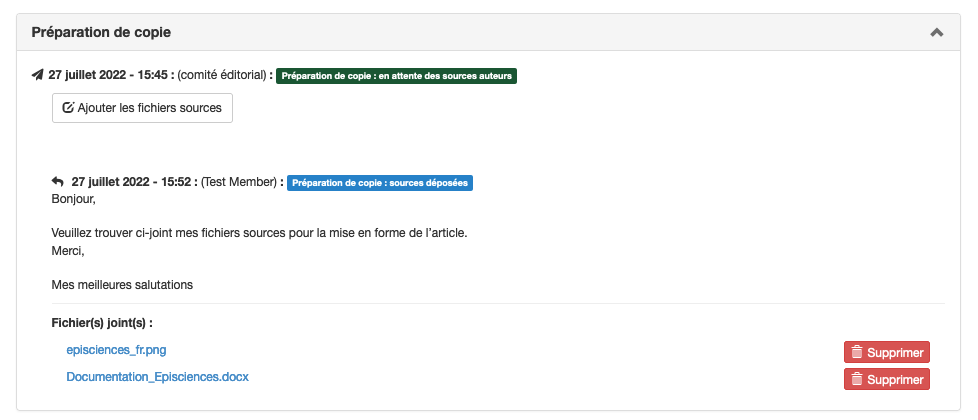 Préparation de copie
27 juillet 2022 - 15:45 : (comité éditorial) : Préparation de copie : en attente des sources auteurs
Ajouter les fichiers sources
27 juillet 2022 - 15:52 : (Test Member) : Préparation de copie : sources déposées
Bonjour,
Veuillez trouver ci-joint mes fichiers sources pour la mise en forme de l'article.
Merci,
Mes meilleures salutations
Fichier(s) joint(s) :
episciences_fr.png Supprimer
Documentation_Episciences.docx Supprimer